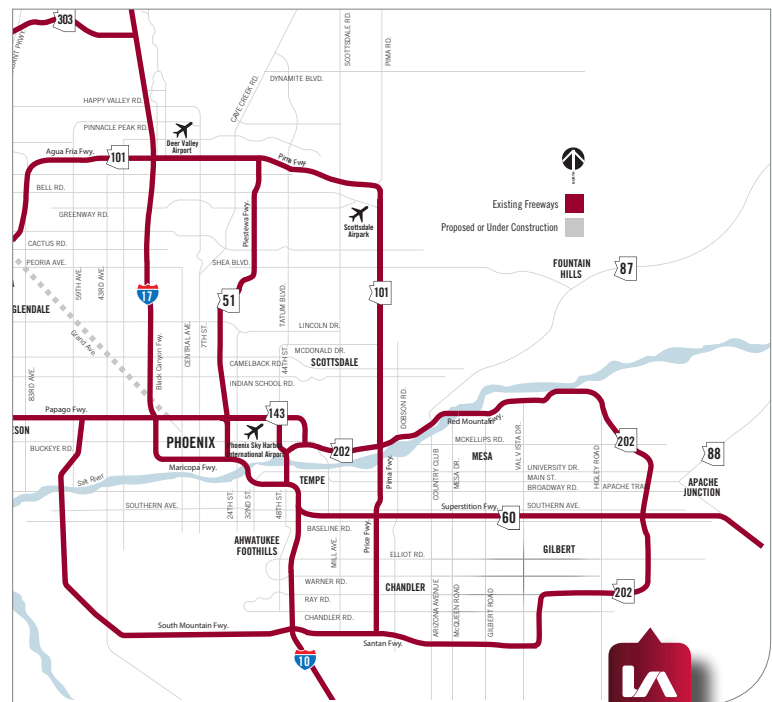 303
SCOTTSDALE RD.
PIMA RD.
DYNAMITE BLVD.
CAVE CREEK RD.
HAPPY VALLEY RD.
PINNACLE PEAK RD.
Deer Valley
Airport
Agua Fria Fwy.
101
Pima Fwy.
BELL RD.
Piestewa Fwy.
GREENWAY RD.
Scottsdale
Airpark
Existing Freeways
Proposed or Under Construction
CACTUS RD.
PEORIA AVE.
SHEA BLVD.
FOUNTAIN
HILLS
87
59TH AVE.
43RD AVE.
17
51
TATUM BLVD.
101
GLENDALE
Grand Ave.
CENTRAL AVE.
7TH ST.
LINCOLN DR.
Black Canyon Fwy.
44TH ST.
MCDONALD DR.
SCOTTSDALE
CAMELBACK RD.
INDIAN SCHOOL RD.
83RD AVE.
DOBSON RD.
Papago Fwy.
143
Red Mountain Fwy.
ESON
BUCKEYE RD.
PHOENIX
Phoenix Sky Harbor
International Airport
202
MCKELLUPS RD.
MESA
COUNTRY CLUB
MESA DR.
VAL VISTA DR.
HIGLEY ROAD
202
88
Maricopa Fwy.
Salt River
TEMPE
Pima Fwy.
UNIVERSITY DR.
MAIN ST.
BROADWAY RD.
APACHE TRAIL
APACHE
JUNCTION
SOUTHERN AVE.
24TH ST.
32ND ST.
48TH ST.
Superstition Fwy.
60
SOUTHERN AVE.
BASELINE RD.
MILL AVE.
Price Fwy.
AHWATUKEE
FOOTHILLS
ELLIOT RD.
GILBERT
WARNER RD.
CHANDLER
RAY RD.
ARIZONA AVENUE
McQUEEN ROAD
GILBERT ROAD
202
CHANDLER RD.
South Mountain Fwy.
Santan Fwy.
10